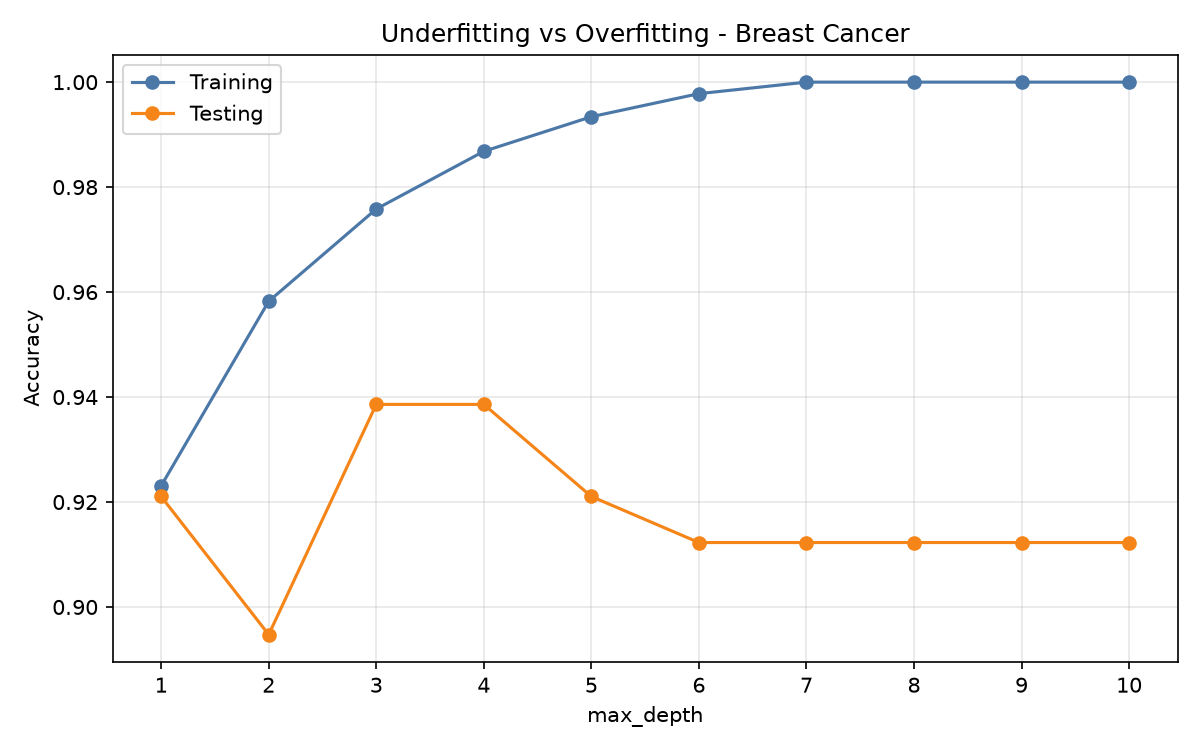 Underfitting vs Overfitting - Breast Cancer
Training
Testing
Accuracy
1.00
0.98
0.96
0.94
0.92
0.90
1 2 3 4 5 6 7 8 9 10
max_depth